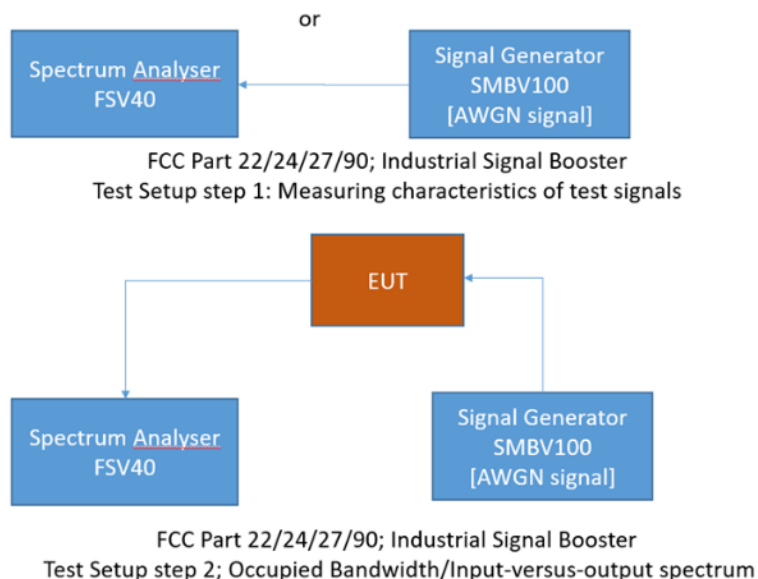 or
Spectrum Analyser
FSV40
Signal Generator
SMBV100
[AWGN signal]
FCC Part 22/24/27/90; Industrial Signal Booster
Test Setup step 1: Measuring characteristics of test signals
EUT
Spectrum Analyser
FSV40
Signal Generator
SMBV100
[AWGN signal]
FCC Part 22/24/27/90; Industrial Signal Booster
Test Setup step 2; Occupied Bandwidth/Input-versus-output spectrum